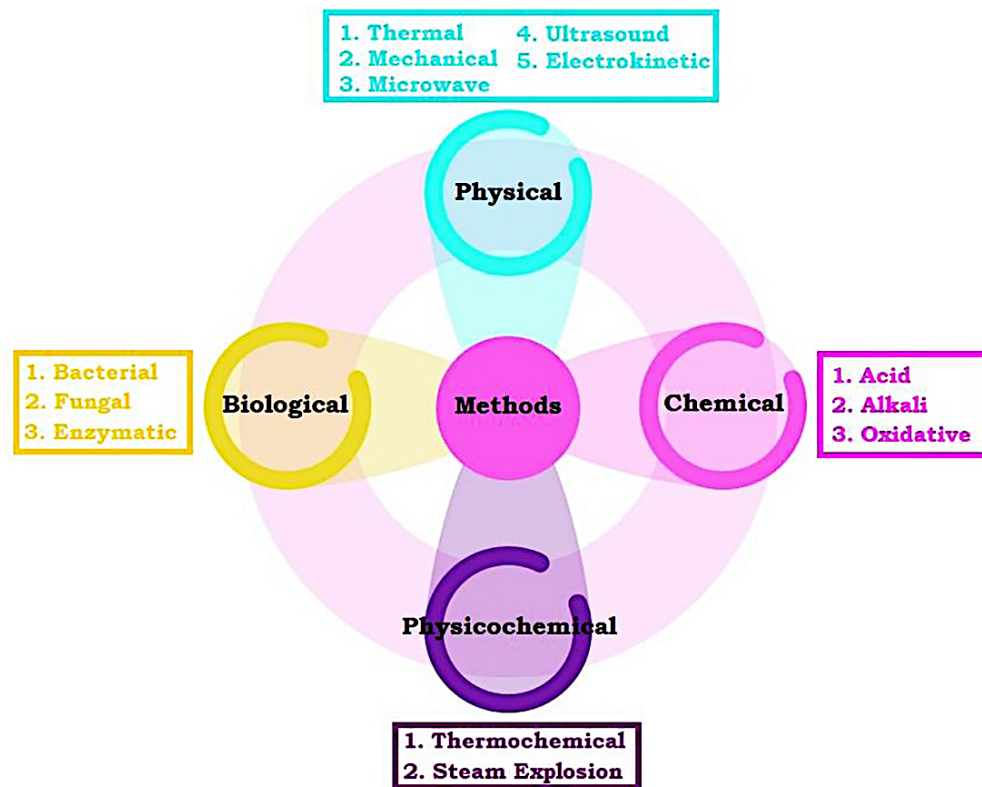 1. Thermal 4. Ultrasound
2. Mechanical 5. Electrokinetic
3. Microwave
Physical
1. Bacterial
2. Fungal
3. Enzymatic
Biological
Methods
Chemical
1. Acid
2. Alkali
3. Oxidative
Physicochemical
1. Thermochemical
2. Steam Explosion